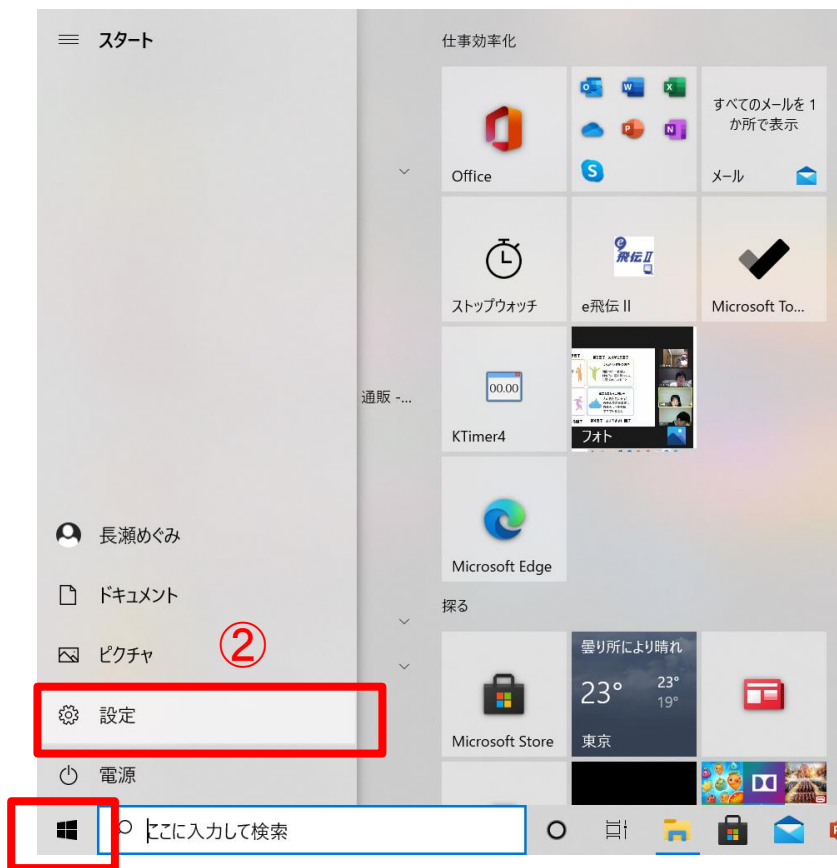 スタート
仕事効率化
Office
すべてのメールを 1
か所で表示
メール
ストップウォッチ
e飛伝Ⅱ
e飛伝 II
Microsoft To...
通販 -...
00.00
KTimer4
フォト
Microsoft Edge
長瀬めぐみ
ドキュメント
ピクチャ
②
設定
電源
探る
Microsoft Store
曇り所により晴れ
23°
23°
19°
東京
ここに入力して検索